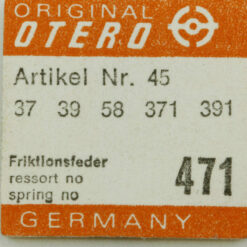 ORIGINAL
OTERO
Artikel Nr. 45
37 39 58 371 391
Friktionsfeder
ressort no
spring no
471
GERMANY